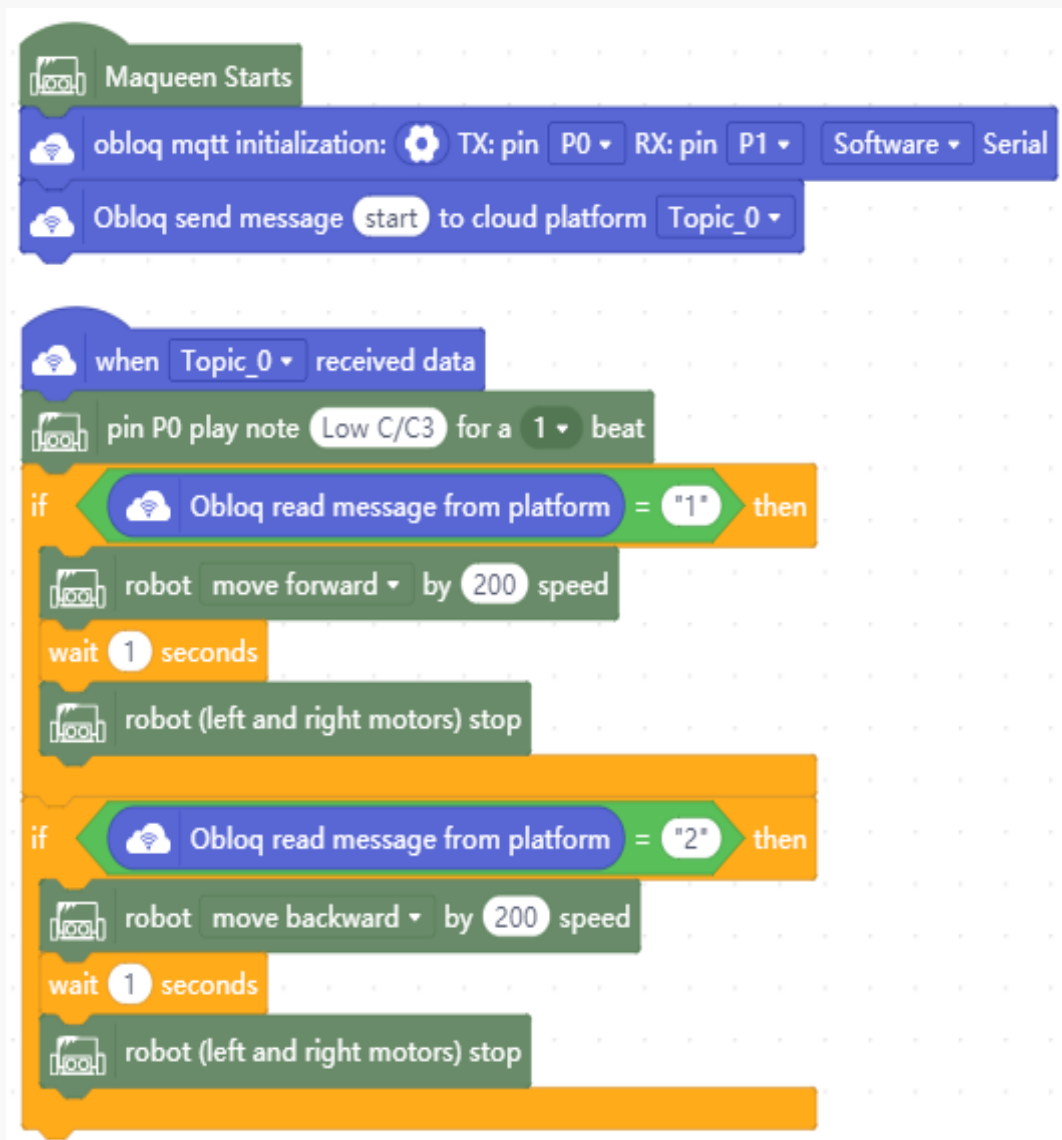 Maqueen Starts
obloq mqtt initialization: TX: pin P0 RX: pin P1 Software Serial
Obloq send message start to cloud platform Topic_0
when Topic_0 received data
pin P0 play note Low C/C3 for a 1 beat
if Obloq read message from platform = "1" then
robot move forward by 200 speed
wait 1 seconds
robot (left and right motors) stop
if Obloq read message from platform = "2" then
robot move backward by 200 speed
wait 1 seconds
robot (left and right motors) stop